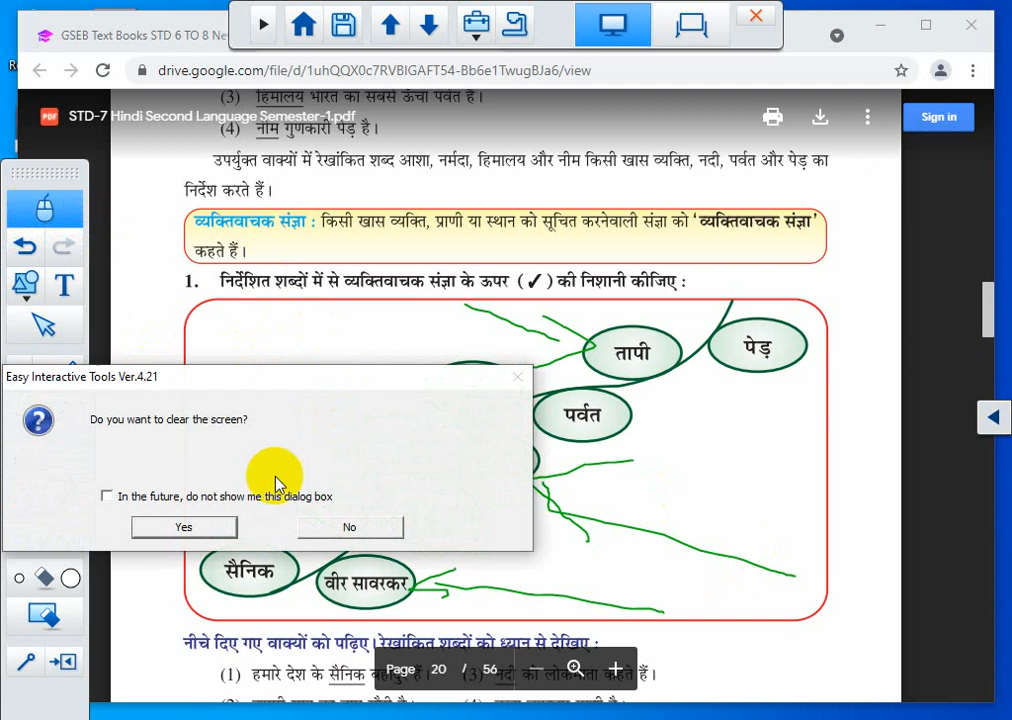 GSEB Text Books STD 6 TO 8 Ne
drive.google.com/file/d/1uhQQX0c7RVBlGAFT54-Bb6e1TwugBJa6/view
(3) हिमालय भारत का सबसे ऊंचा पर्वत है।
STD-7 Hindi Second Language Semester-1.pdf
Sign in
(4) नीम गुणकारी पेड़ है।
उपर्युक्त वाक्यों में रेखांकित शब्द आशा, नर्मदा, हिमालय और नीम किसी खास व्यक्ति, नदी, पर्वत और पेड़ का
निर्देश करते हैं।
व्यक्तिवाचक संज्ञा : किसी खास व्यक्ति, प्राणी या स्थान को सूचित करनेवाली संज्ञा को ‘व्यक्तिवाचक संज्ञा’
कहते हैं।
1. निर्देशित शब्दों में से व्यक्तिवाचक संज्ञा के ऊपर (✓) की निशानी कीजिए :
तापी
पेड़
पर्वत
T
Easy Interactive Tools Ver.4.21
Do you want to clear the screen?
In the future, do not show me this dialog box
Yes
No
सैनिक
वीर सावरकर
नीचे दिए गए वाक्यों को पढ़िए। रेखांकित शब्दों को ध्यान से देखिए :
(1) हमारे देश के सैनिक बहादुर हैं।
(3) नदी को लोकमाता कहते हैं।
Page 20 / 56